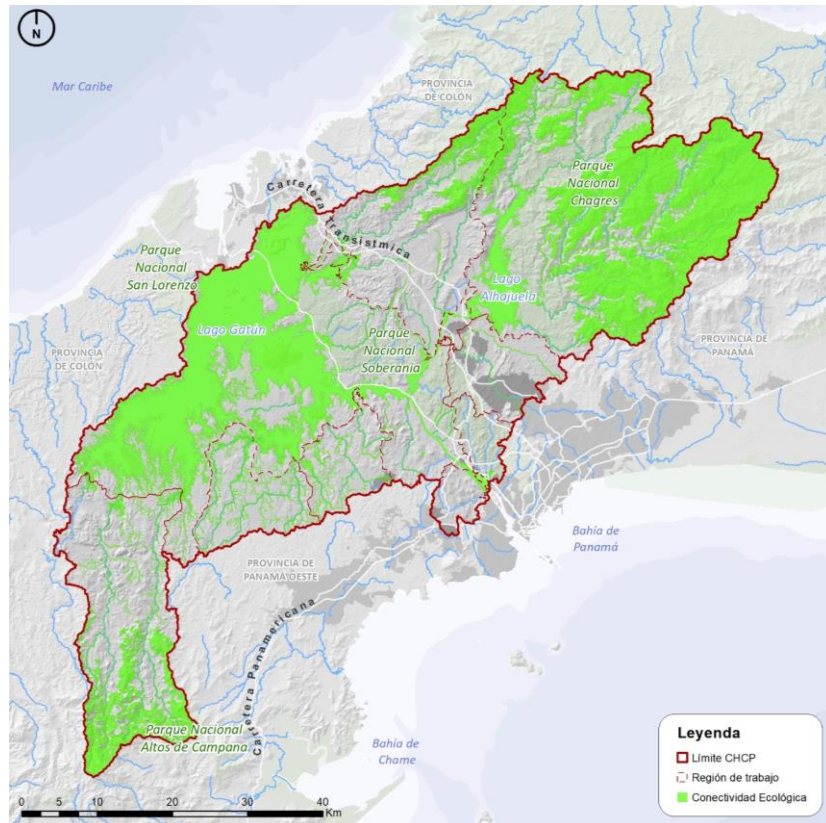 N
Mar Caribe
PROVINCIA
DE COLÓN
Carretera Transístmica
Parque
Nacional
Chagres
Parque
Nacional
San Lorenzo
Lago
Alhajuela
Lago Gatún
Parque
Nacional
Soberanía
PROVINCIA
DE COLÓN
PROVINCIA DE
PANAMÁ
Bahía de
Panamá
PROVINCIA DE
PANAMÁ OESTE
Carretera Panamericana
Parque Nacional
Altos de Campana
Bahía de
Chame
Leyenda
Límite CHCP
Región de trabajo
Conectividad Ecológica
0 5 10 20 30 40
Km